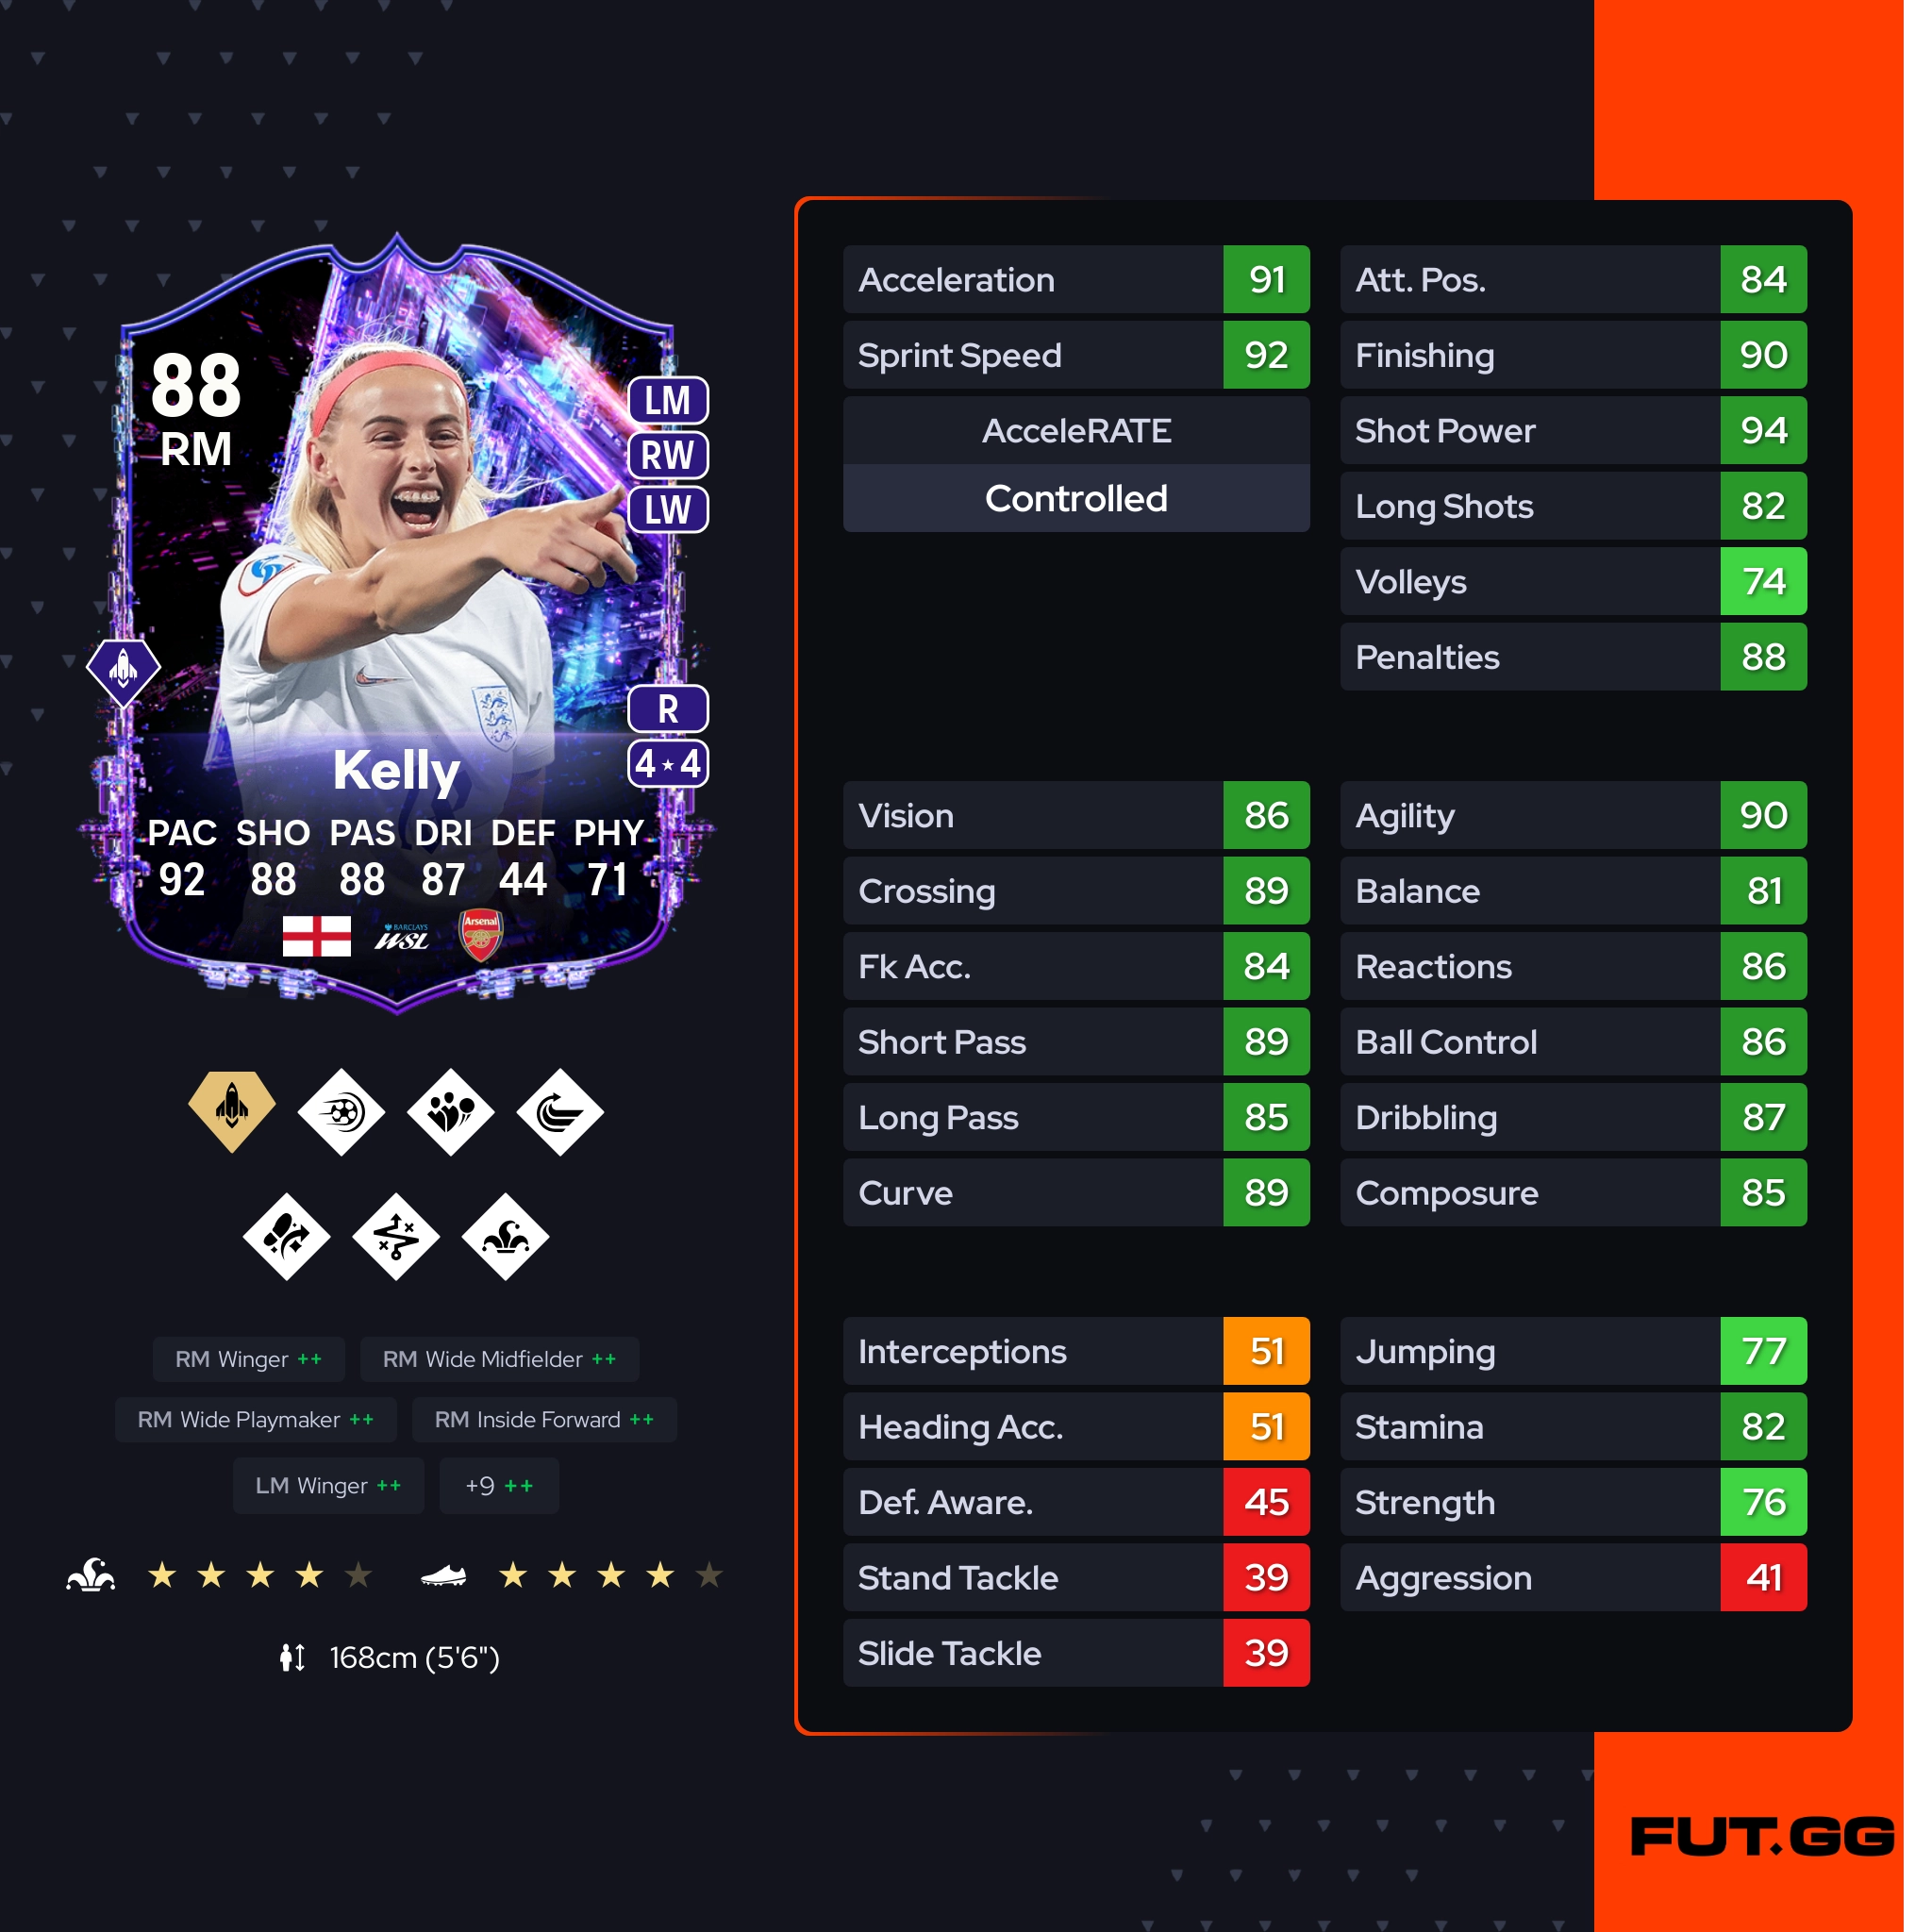 88
RM
LM
RW
LW
R
4 ★ 4
Kelly
PAC SHO PAS DRI DEF PHY
92 88 88 87 44 71
BARCLAYS
WSL
Arsenal
RM Winger ++
RM Wide Midfielder ++
RM Wide Playmaker ++
RM Inside Forward ++
LM Winger ++
+9 ++
168cm (5'6")
Acceleration 91
Sprint Speed 92
AcceleRATE
Controlled
Att. Pos. 84
Finishing 90
Shot Power 94
Long Shots 82
Volleys 74
Penalties 88
Vision 86
Crossing 89
Fk Acc. 84
Short Pass 89
Long Pass 85
Curve 89
Agility 90
Balance 81
Reactions 86
Ball Control 86
Dribbling 87
Composure 85
Interceptions 51
Heading Acc. 51
Def. Aware. 45
Stand Tackle 39
Slide Tackle 39
Jumping 77
Stamina 82
Strength 76
Aggression 41
FUT.GG